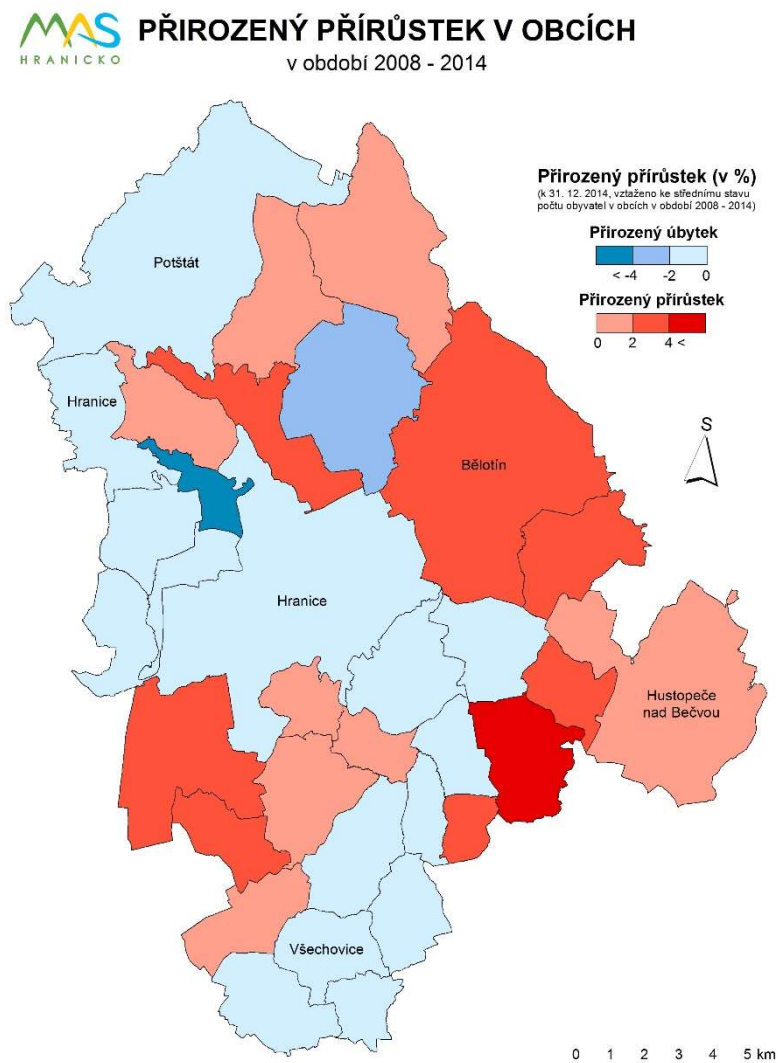 MAS
HRANICKO
PŘIROZENÝ PŘÍRŮSTEK V OBCÍCH
v období 2008 - 2014
Přirozený přírůstek (v %)
(k 31. 12. 2014, vztaženo ke střednímu stavu
počtu obyvatel v obcích v období 2008 - 2014)
Přirozený úbytek
< -4 -2 0
Přirozený přírůstek
0 2 4 <
S
Potštát
Hranice
Bělotín
Hranice
Hustopeče
nad Bečvou
Všechovice
0 1 2 3 4 5 km